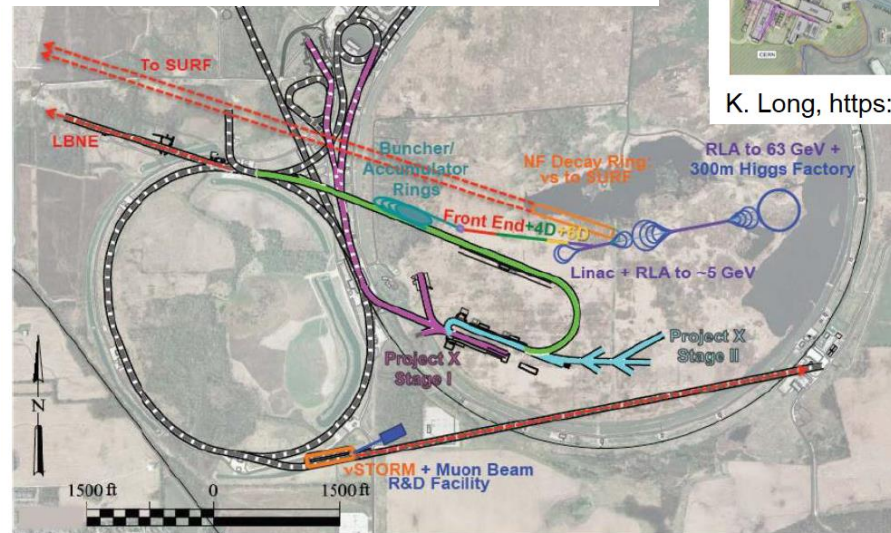 K. Long, https:
CERN
To SURF
LBNE
Buncher/
Accumulator
Rings
NF Decay Ring:
νs to SURF
RLA to 63 GeV +
300m Higgs Factory
Front End+4D+6D
Linac + RLA to ~5 GeV
Project X
Stage I
Project X
Stage II
N
νSTORM + Muon Beam
R&D Facility
1500 ft 0 1500 ft